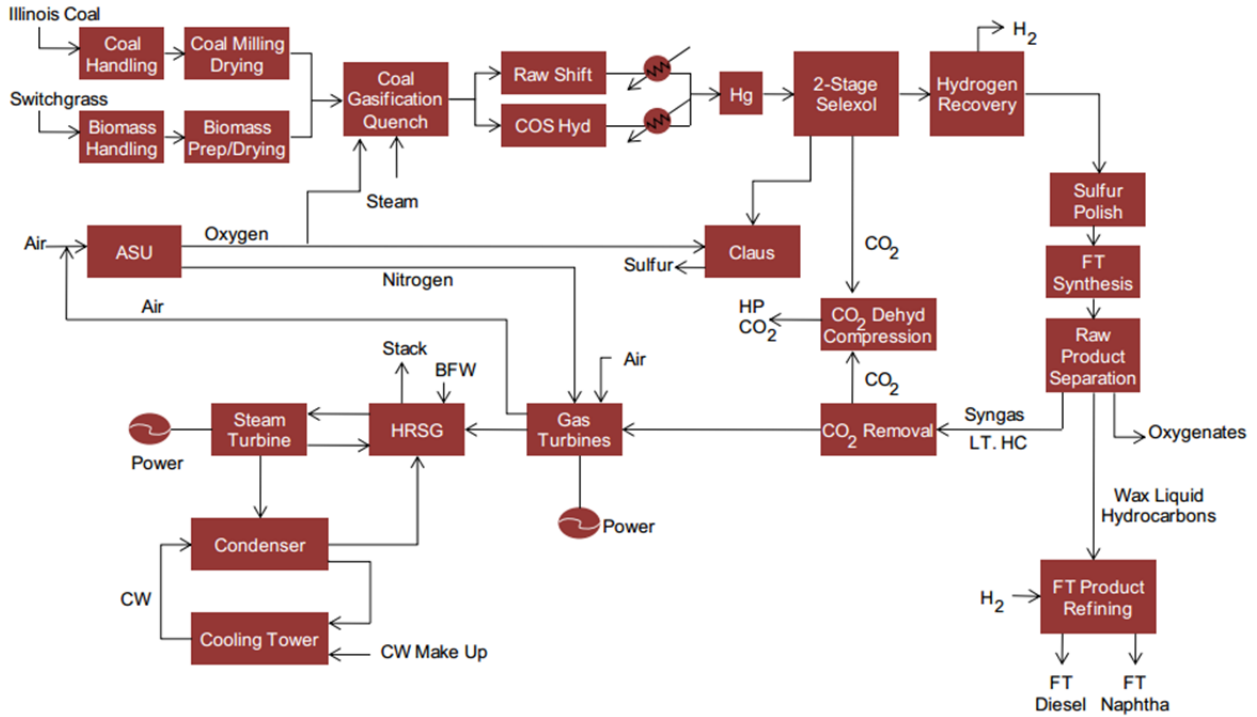 Illinois Coal
Coal
Handling
Coal Milling
Drying
Switchgrass
Biomass
Handling
Biomass
Prep/Drying
Coal
Gasification
Quench
Steam
Raw Shift
COS Hyd
Hg
2-Stage
Selexol
Hydrogen
Recovery
H2
Sulfur
Polish
FT
Synthesis
Raw
Product
Separation
Air
ASU
Oxygen
Nitrogen
Air
Claus
Sulfur
CO2
HP
CO2
CO2 Dehyd
Compression
CO2
CO2 Removal
Syngas
LT. HC
Oxygenates
Wax Liquid
Hydrocarbons
Stack
BFW
Air
Power
Steam
Turbine
HRSG
Gas
Turbines
Power
Condenser
CW
Cooling Tower
CW Make Up
H2
FT Product
Refining
FT
Diesel
FT
Naphtha